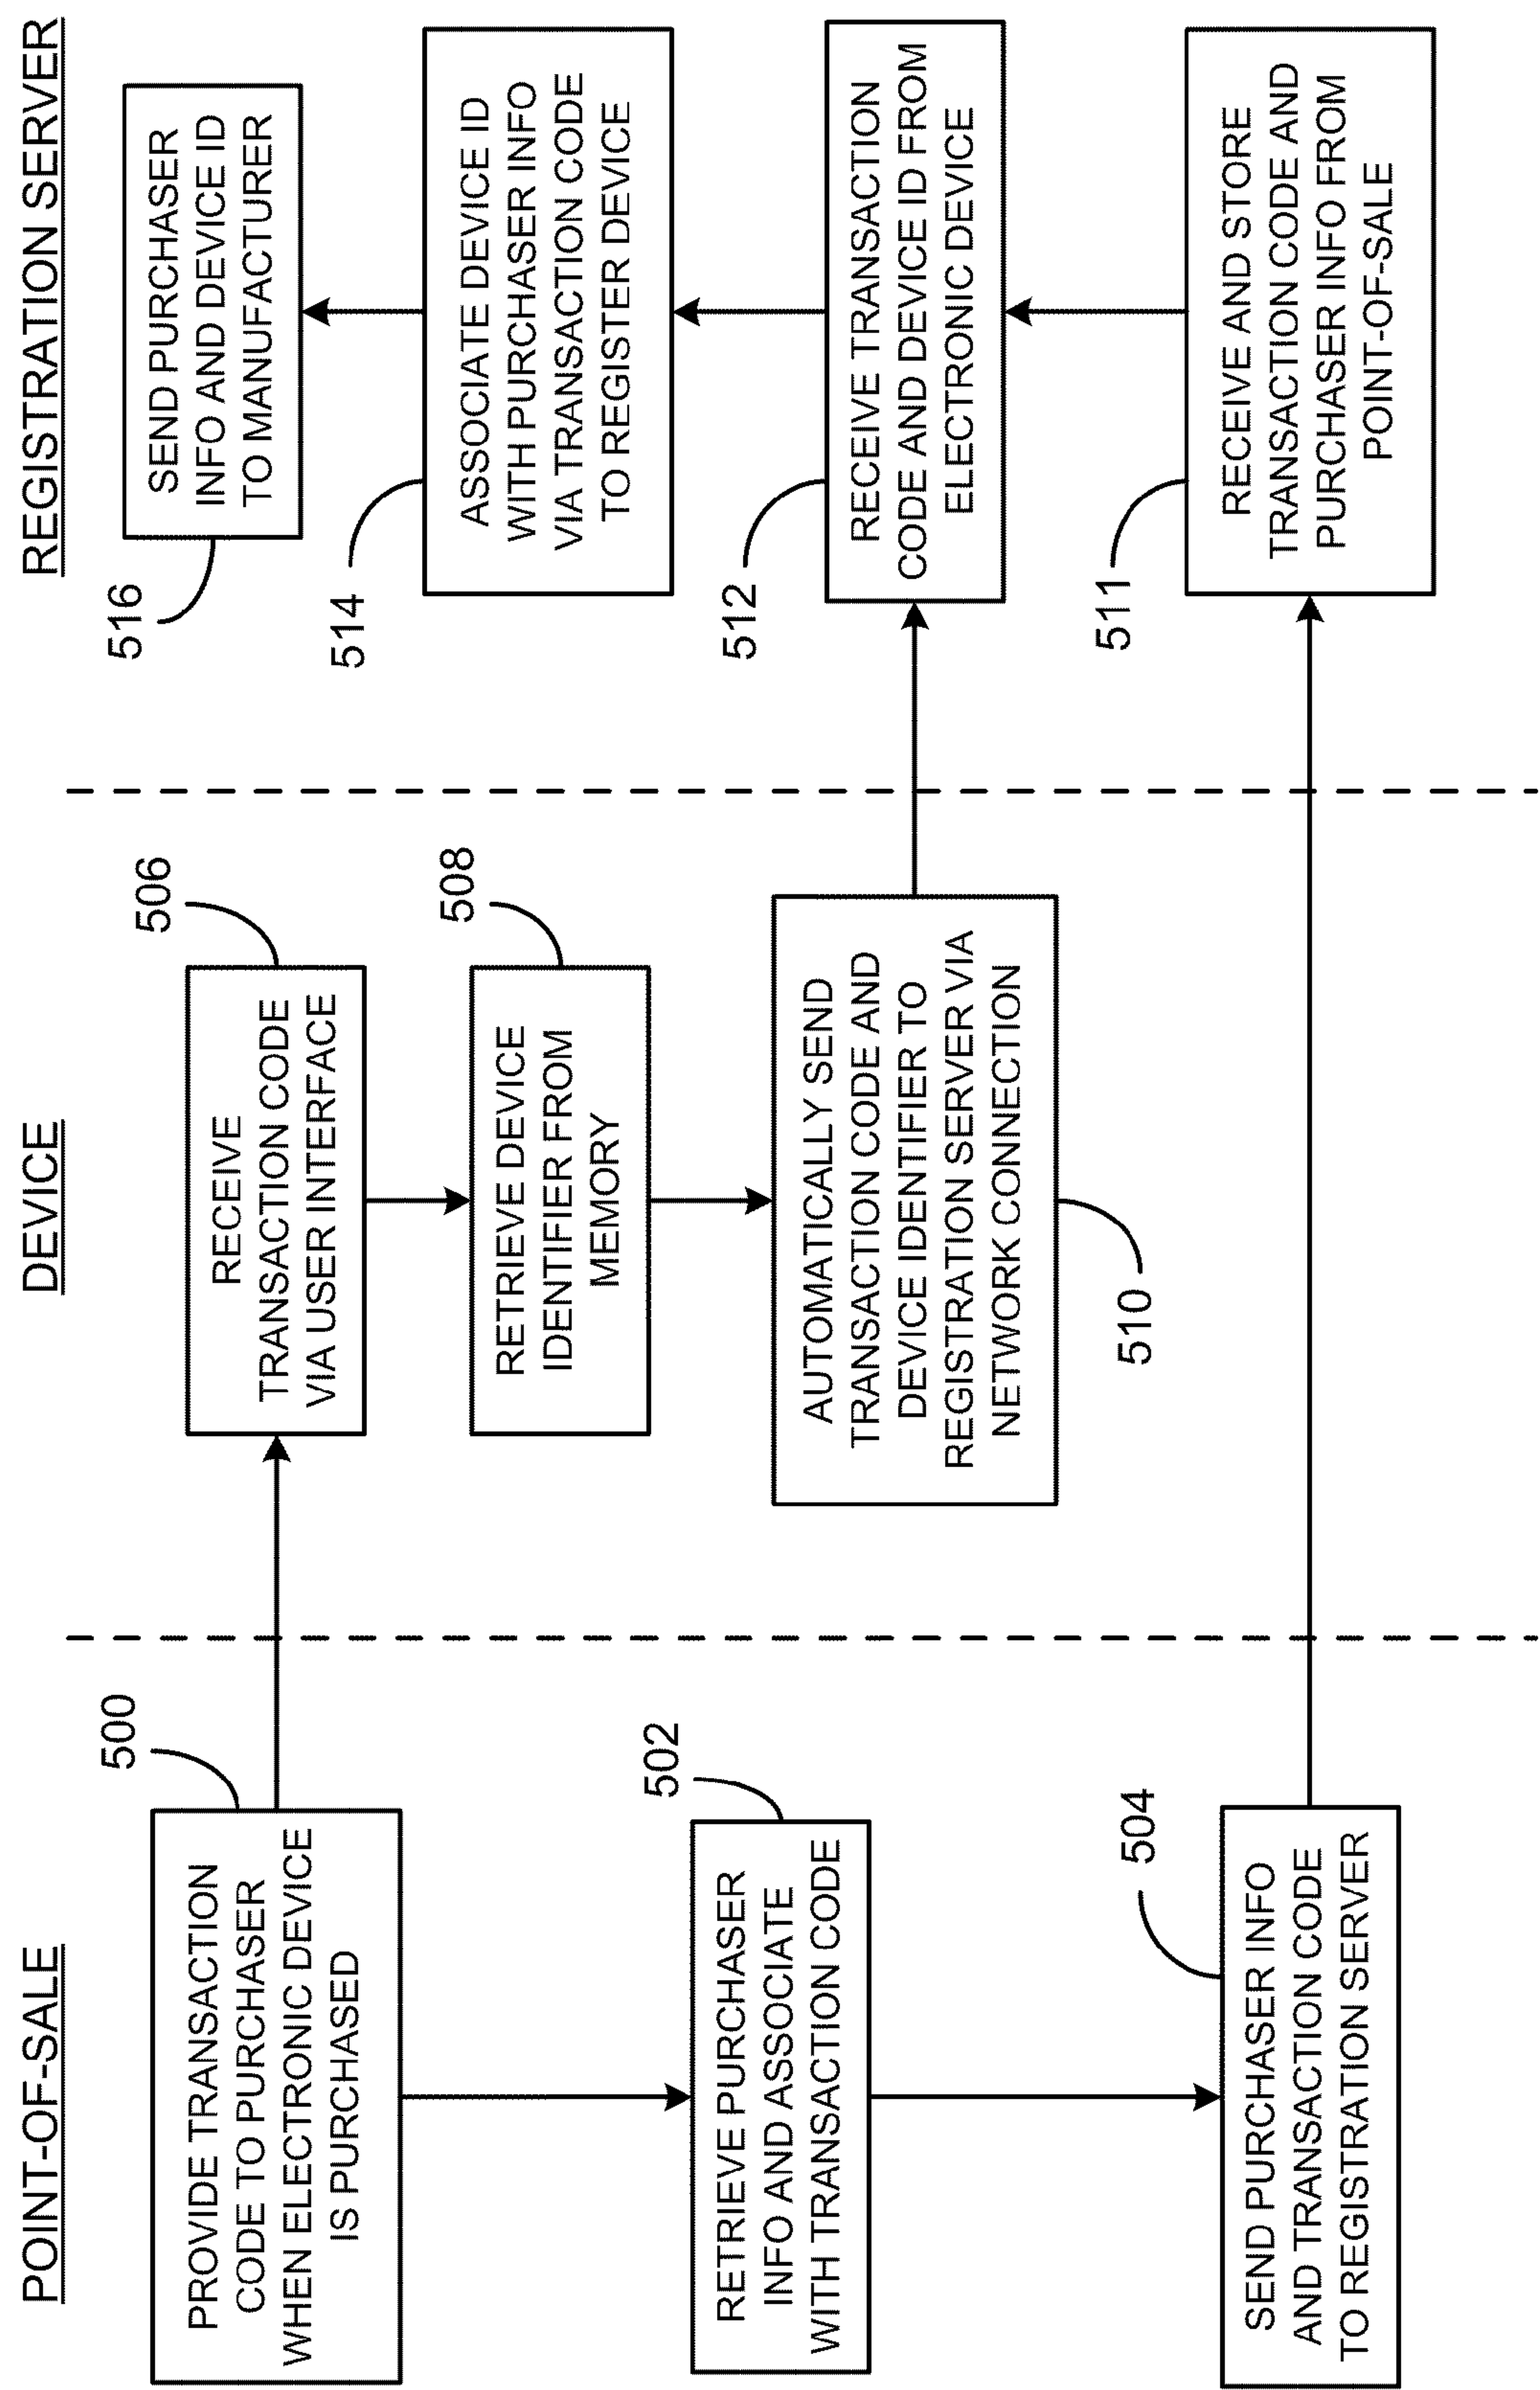 POINT-OF-SALE
DEVICE
REGISTRATION SERVER
500
PROVIDE TRANSACTION
CODE TO PURCHASER
WHEN ELECTRONIC DEVICE
IS PURCHASED
502
RETRIEVE PURCHASER
INFO AND ASSOCIATE
WITH TRANSACTION CODE
504
SEND PURCHASER INFO
AND TRANSACTION CODE
TO REGISTRATION SERVER
506
RECEIVE
TRANSACTION CODE
VIA USER INTERFACE
508
RETRIEVE DEVICE
IDENTIFIER FROM
MEMORY
AUTOMATICALLY SEND
TRANSACTION CODE AND
DEVICE IDENTIFIER TO
REGISTRATION SERVER VIA
NETWORK CONNECTION
510
516
SEND PURCHASER
INFO AND DEVICE ID
TO MANUFACTURER
514
ASSOCIATE DEVICE ID
WITH PURCHASER INFO
VIA TRANSACTION CODE
TO REGISTER DEVICE
512
RECEIVE TRANSACTION
CODE AND DEVICE ID FROM
ELECTRONIC DEVICE
511
RECEIVE AND STORE
TRANSACTION CODE AND
PURCHASER INFO FROM
POINT-OF-SALE